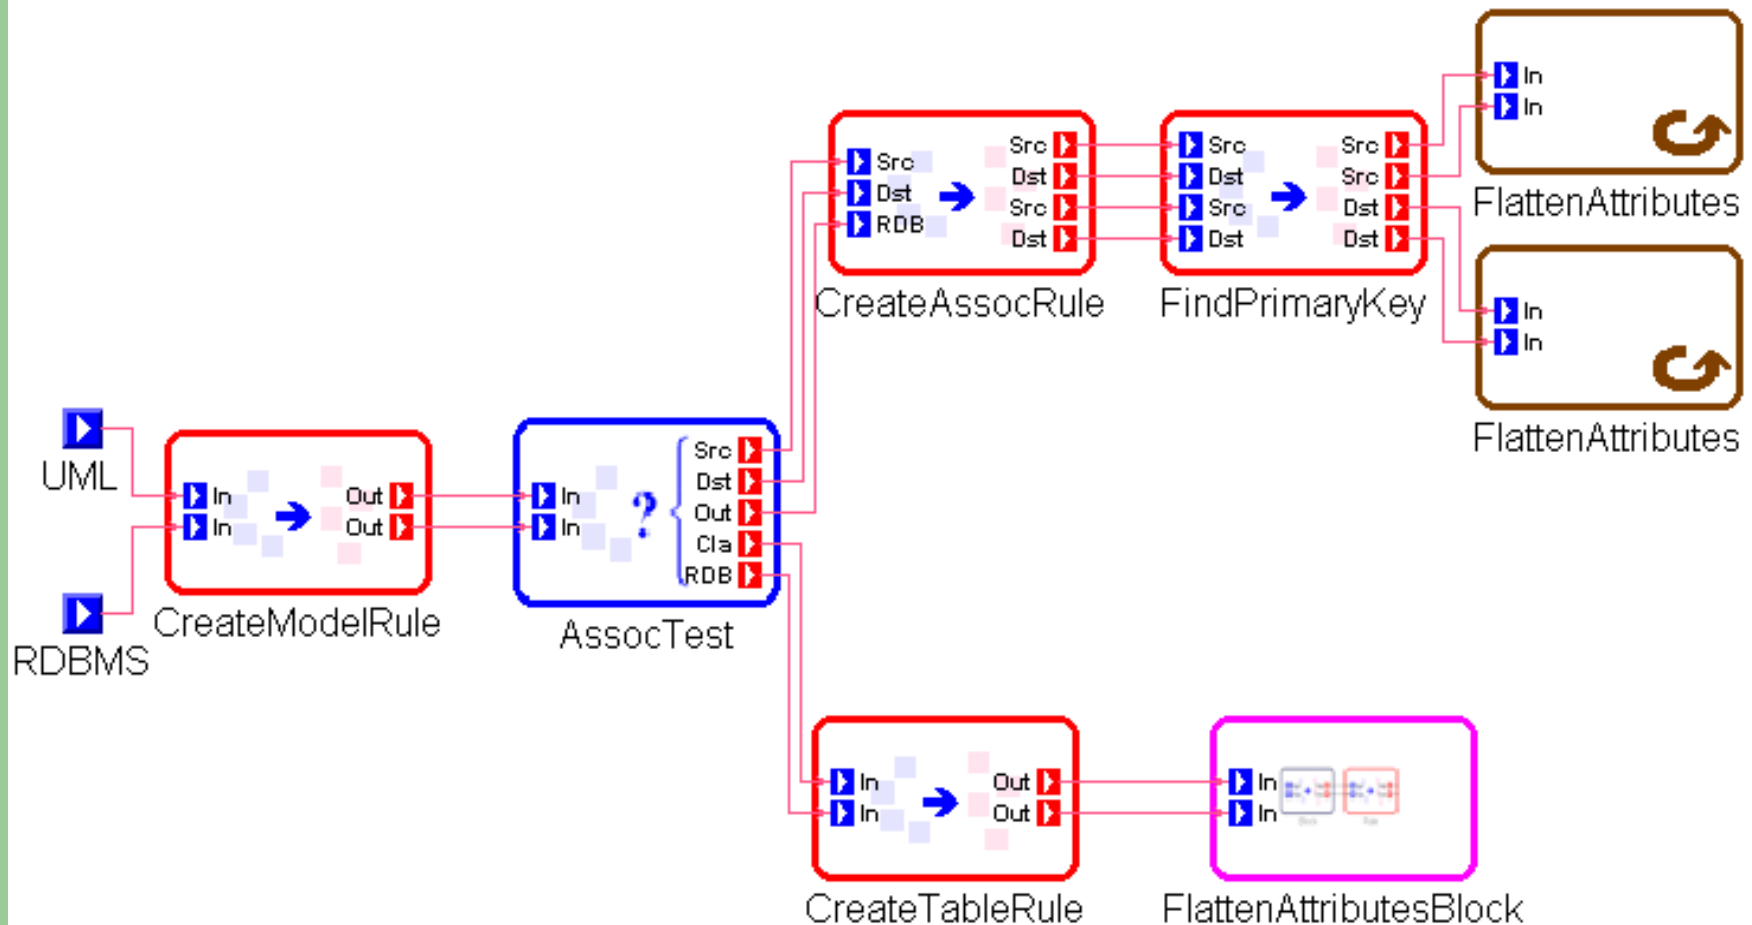 In
In
FlattenAttributes
Src
Dst
RDB
Src
Dst
Src
Dst
CreateAssocRule
Src
Dst
Src
Dst
Src
Src
Dst
Dst
FindPrimaryKey
In
In
FlattenAttributes
UML
RDBMS
In
In
Out
Out
CreateModelRule
In
In
?
Src
Dst
Out
Cla
RDB
AssocTest
In
In
Out
Out
CreateTableRule
In
In
FlattenAttributesBlock